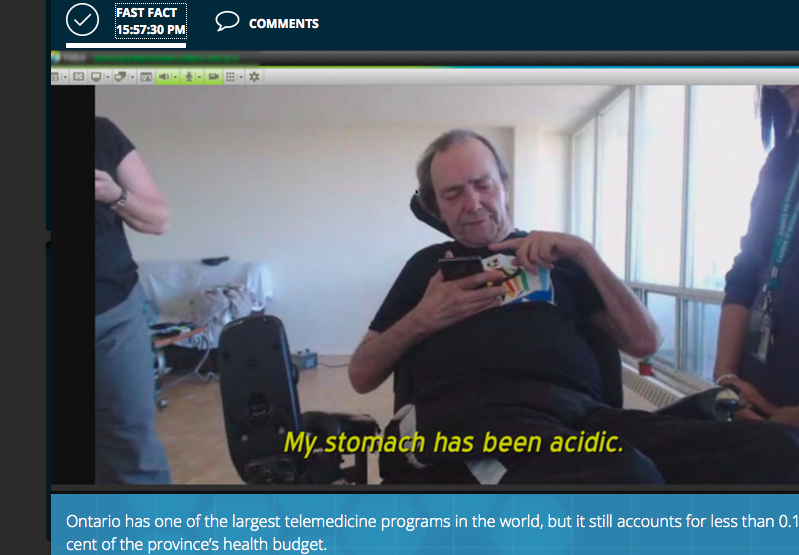 FAST FACT
15:57:30 PM
COMMENTS
My stomach has been acidic.
Ontario has one of the largest telemedicine programs in the world, but it still accounts for less than 0.1
cent of the province's health budget.